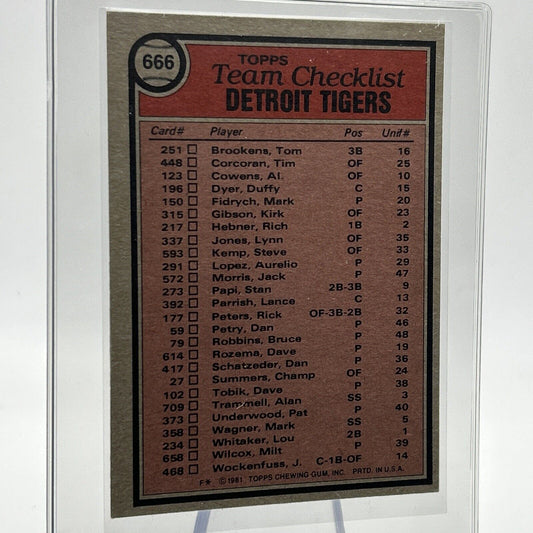 666
TOPPS
Team Checklist
DETROIT TIGERS
Card# Player Pos Unif#
251 Brookens, Tom 3B 16
448 Corcoran, Tim OF 25
123 Cowens, Al. OF 10
196 Dyer, Duffy C 15
150 Fidrych, Mark P 20
315 Gibson, Kirk OF 23
217 Hebner, Rich 1B 2
337 Jones, Lynn OF 35
593 Kemp, Steve OF 33
291 Lopez, Aurelio P 29
572 Morris, Jack P 47
273 Papi, Stan 2B-3B 9
392 Parrish, Lance C 13
177 Peters, Rick OF-3B-2B 32
59 Petry, Dan P 46
79 Robbins, Bruce P 48
614 Rozema, Dave P 19
417 Schatzeder, Dan P 36
27 Summers, Champ OF 24
102 Tobik, Dave P 38
709 Trammell, Alan SS 3
373 Underwood, Pat P 40
358 Wagner, Mark SS 5
234 Whitaker, Lou 2B 1
658 Wilcox, Milt P 39
468 Wockenfuss, J. C-1B-OF 14
F* © 1981 TOPPS CHEWING GUM, INC. PRTD. IN U.S.A.